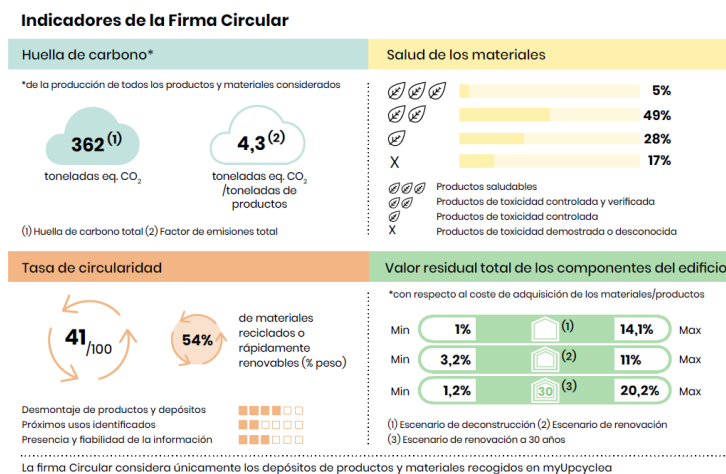 Indicadores de la Firma Circular
Huella de carbono*
*de la producción de todos los productos y materiales considerados
362 (1)
toneladas eq. CO2
4,3 (2)
toneladas eq. CO2
/toneladas de
productos
(1) Huella de carbono total (2) Factor de emisiones total
Salud de los materiales
5%
49%
28%
X 17%
Productos saludables
Productos de toxicidad controlada y verificada
Productos de toxicidad controlada
X Productos de toxicidad demostrada o desconocida
Tasa de circularidad
41/100
54%
de materiales
reciclados o
rápidamente
renovables (% peso)
Desmontaje de productos y depósitos
Próximos usos identificados
Presencia y fiabilidad de la información
Valor residual total de los componentes del edificio
*con respecto al coste de adquisición de los materiales/productos
Min 1% (1) 14,1% Max
Min 3,2% (2) 11% Max
Min 1,2% 30 (3) 20,2% Max
(1) Escenario de deconstrucción (2) Escenario de renovación
(3) Escenario de renovación a 30 años
La firma Circular considera únicamente los depósitos de productos y materiales recogidos en myUpcyclea